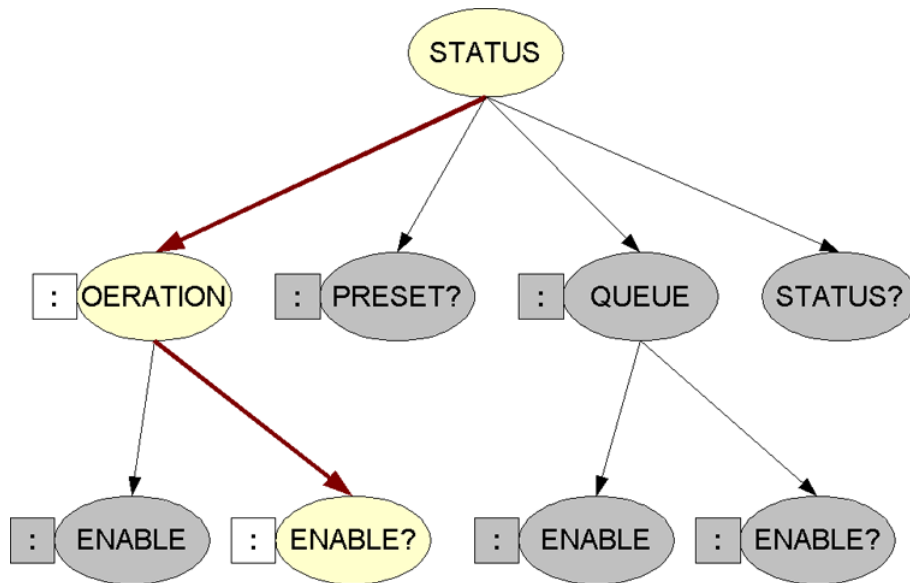 STATUS
: OERATION : PRESET? : QUEUE STATUS?
: ENABLE : ENABLE? : ENABLE : ENABLE?